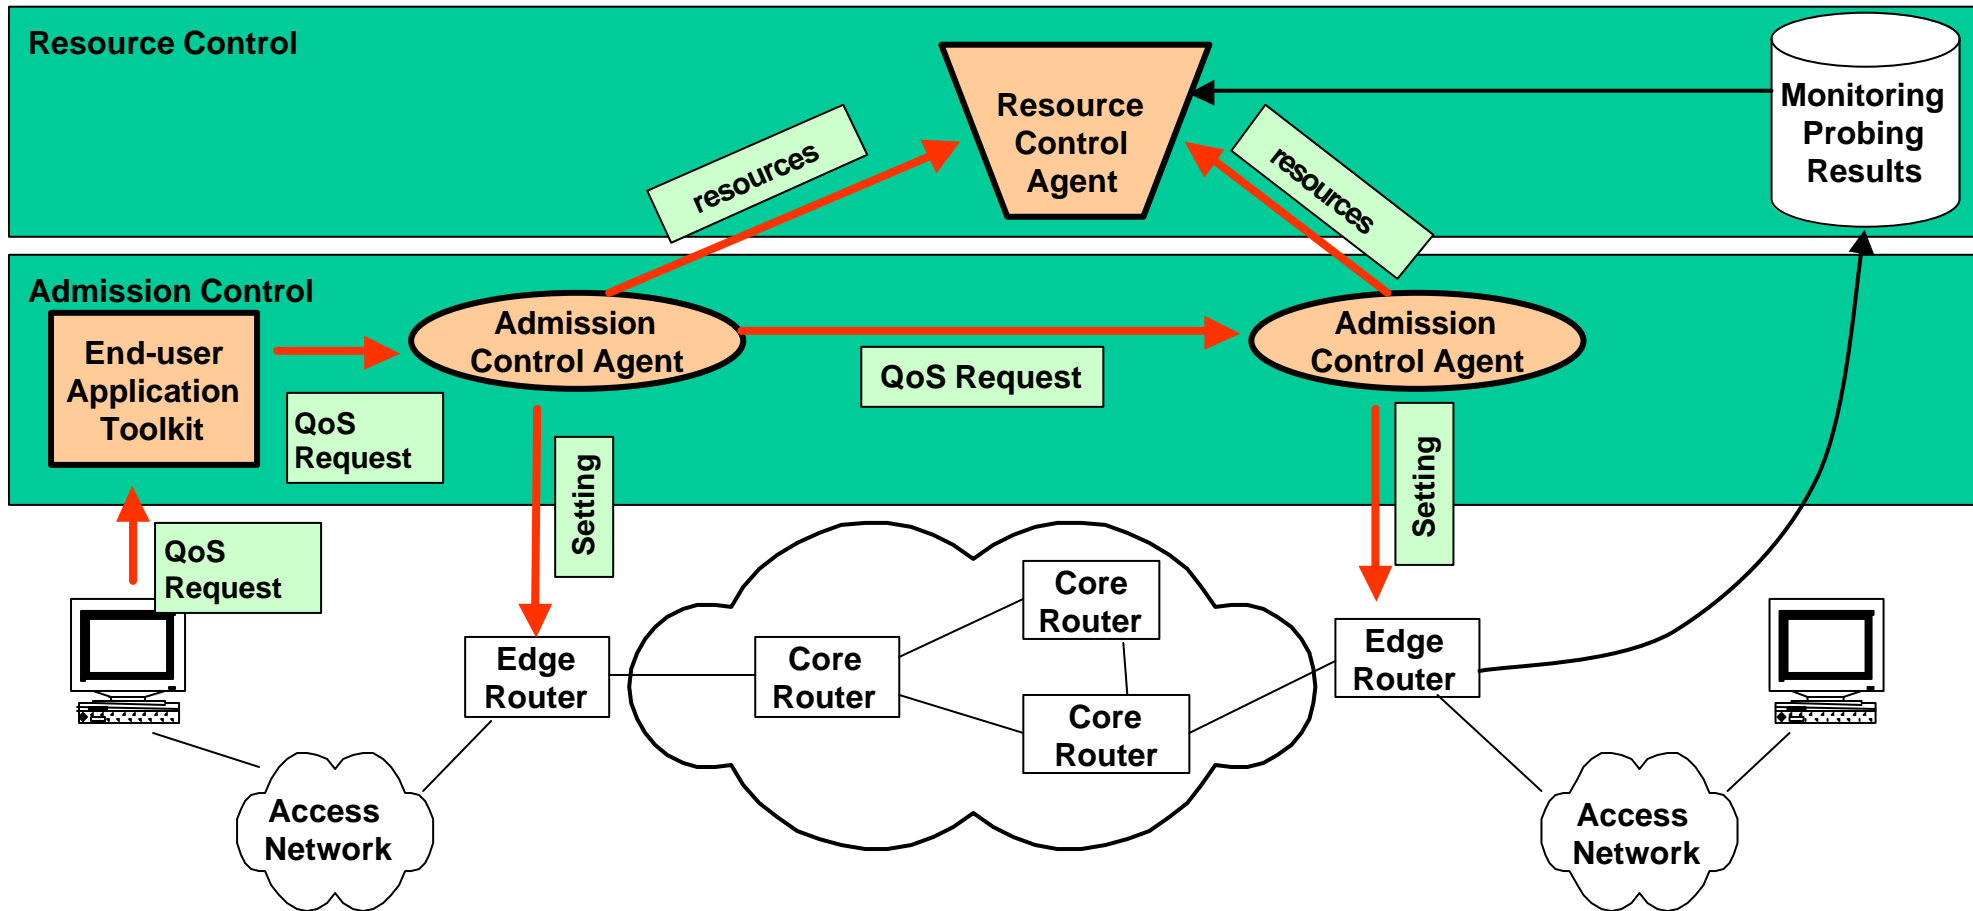 Resource Control
Resource
Control
Agent
Monitoring
Probing
Results
resources
resources
Admission Control
End-user
Application
Toolkit
Admission
Control Agent
Admission
Control Agent
QoS Request
QoS
Request
Setting
Setting
QoS
Request
Edge
Router
Core
Router
Core
Router
Core
Router
Edge
Router
Access
Network
Access
Network